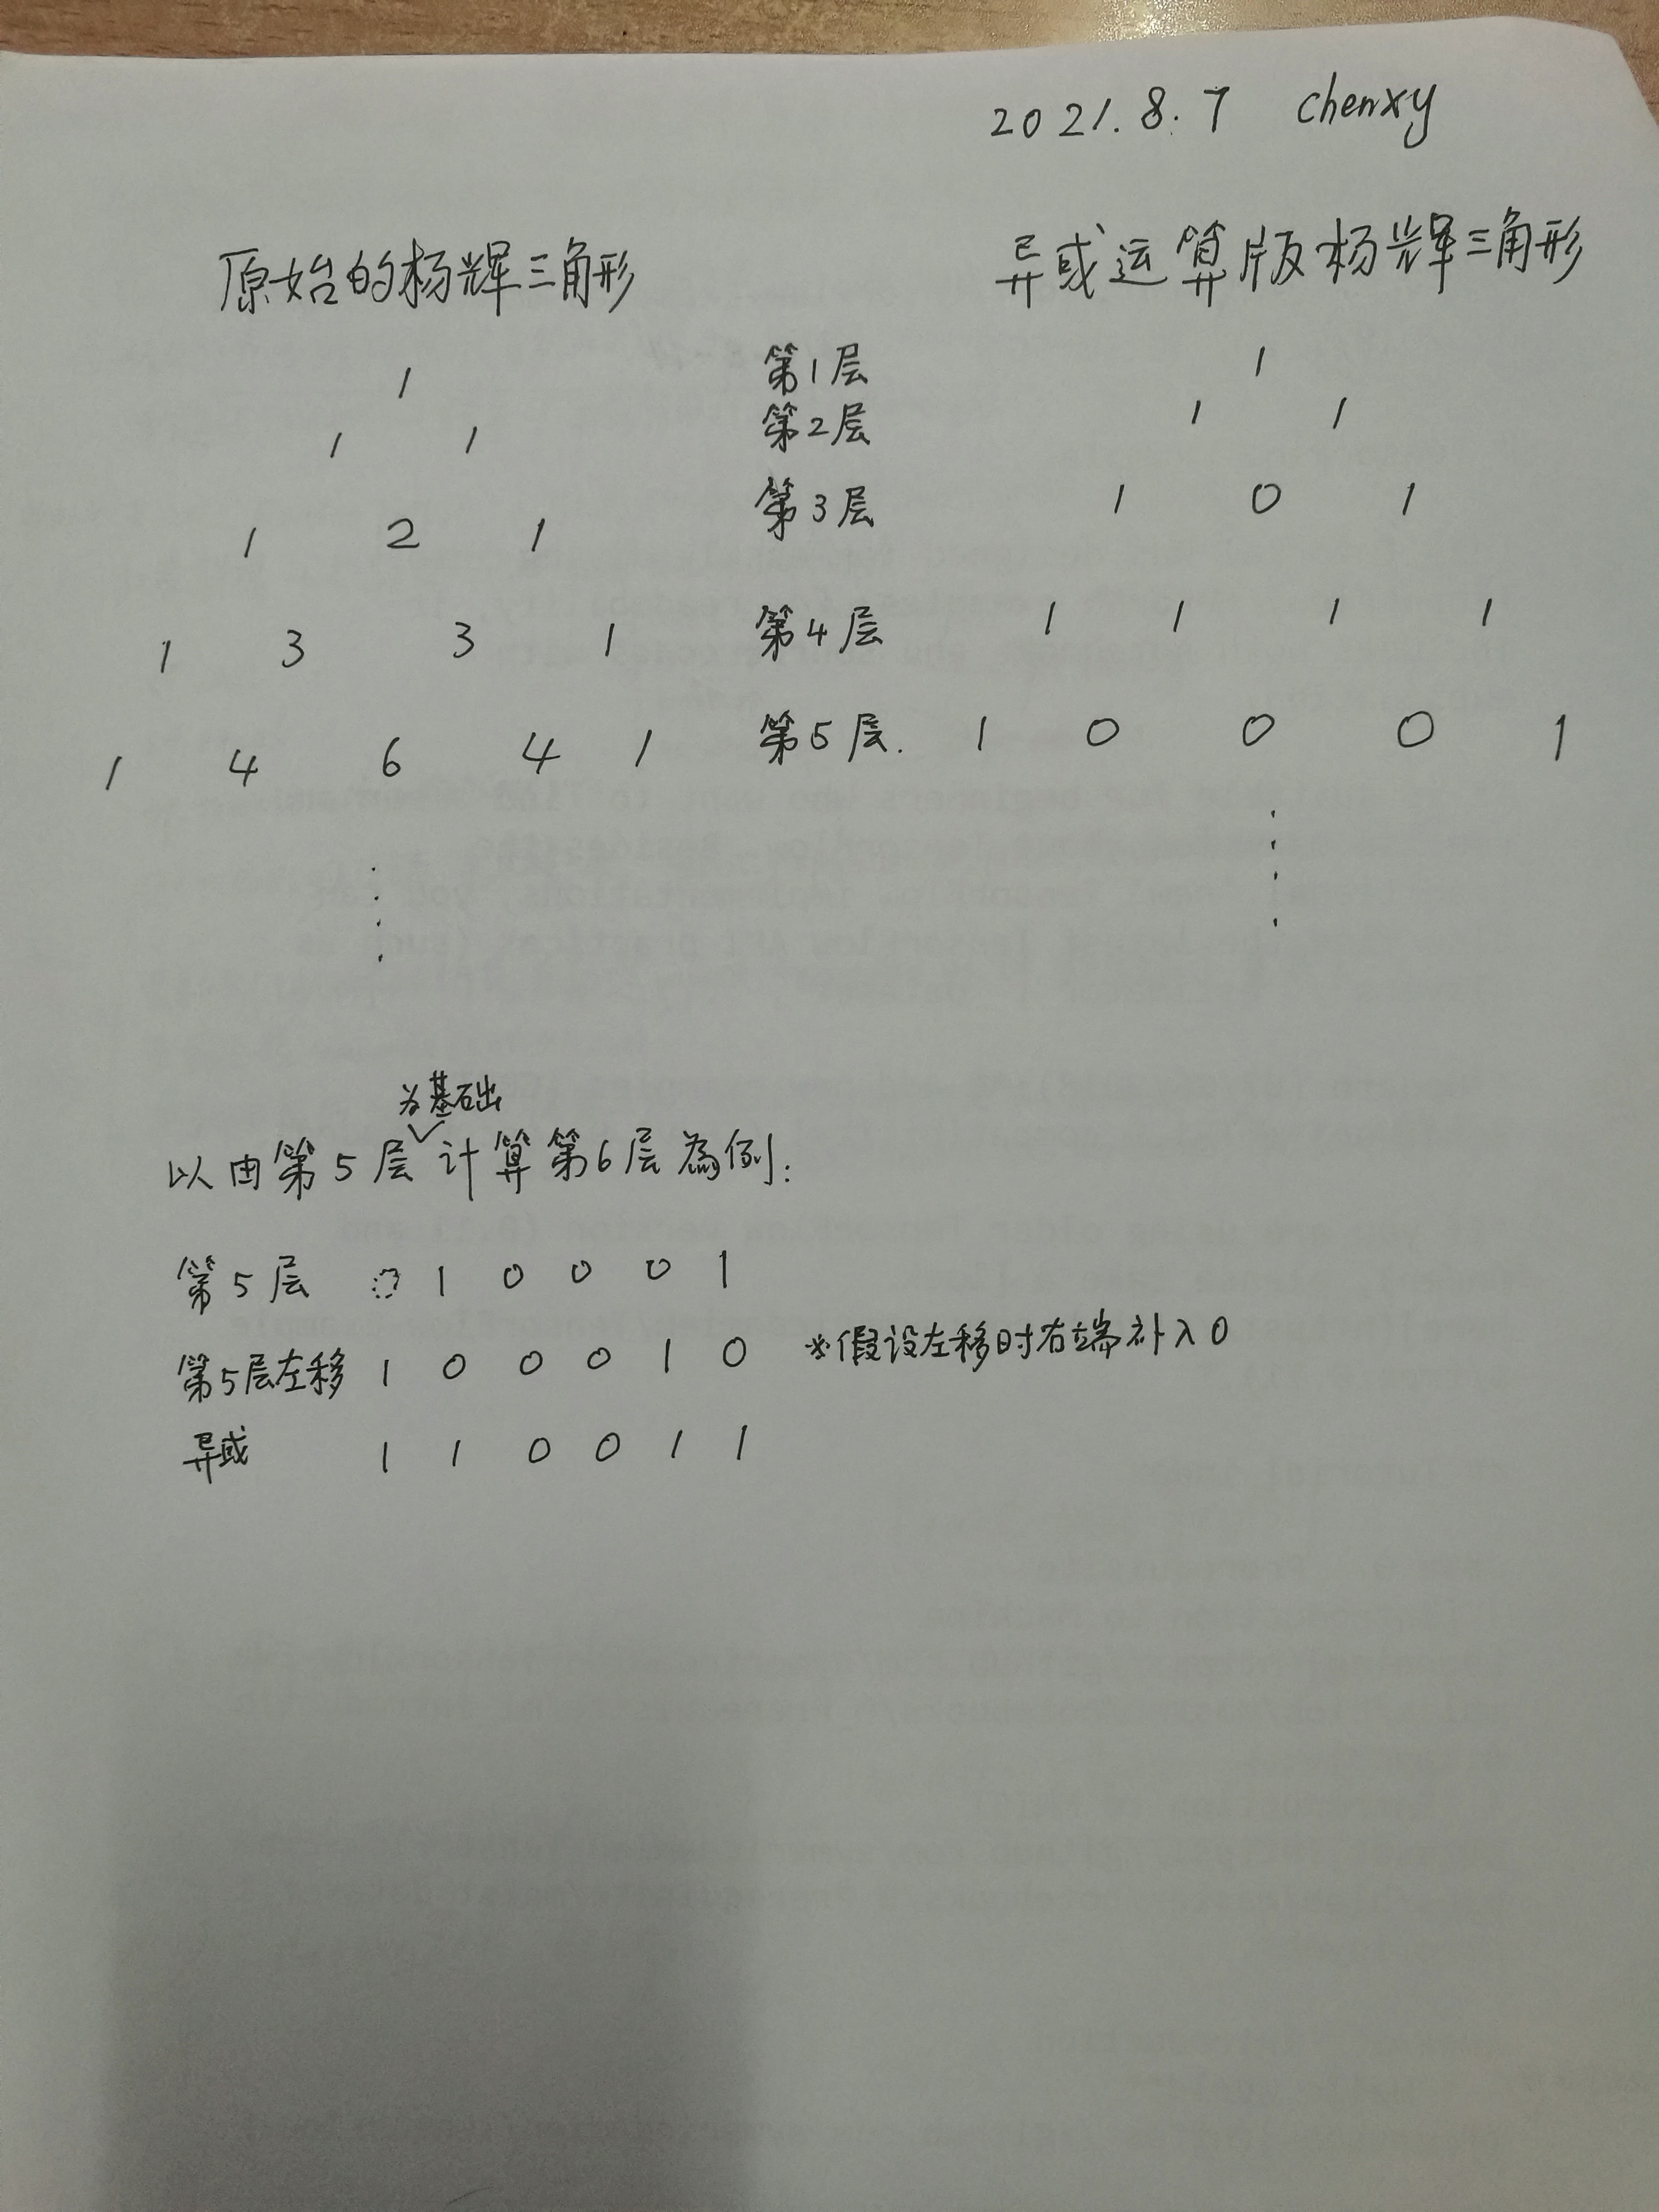 2021.8.7 chenxy
原始的杨辉三角形 异或运算版杨辉三角形
1 第1层 1
1 1 第2层 1 1
1 2 1 第3层 1 0 1
1 3 3 1 第4层 1 1 1 1
1 4 6 4 1 第5层. 1 0 0 0 1
为基础
以由第5层计算第6层為例:
第5层 0 1 0 0 0 1
第5层左移 1 0 0 0 1 0 *假设左移时右端补入0
异或 1 1 0 0 1 1